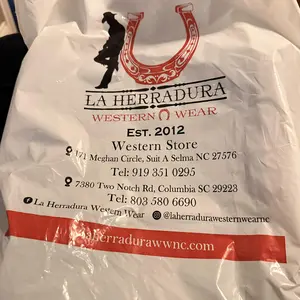 LA HERRADURA
WESTERN WEAR
EST. 2012
Western Store
171 Meghan Circle, Suit A Selma NC 27576
Tel: 919 351 0295
7380 Two Notch Rd, Columbia SC 29223
Tel: 803 580 6690
La Herradura Western Wear @laherradurawesternwearnc
laherradurawwnc.com